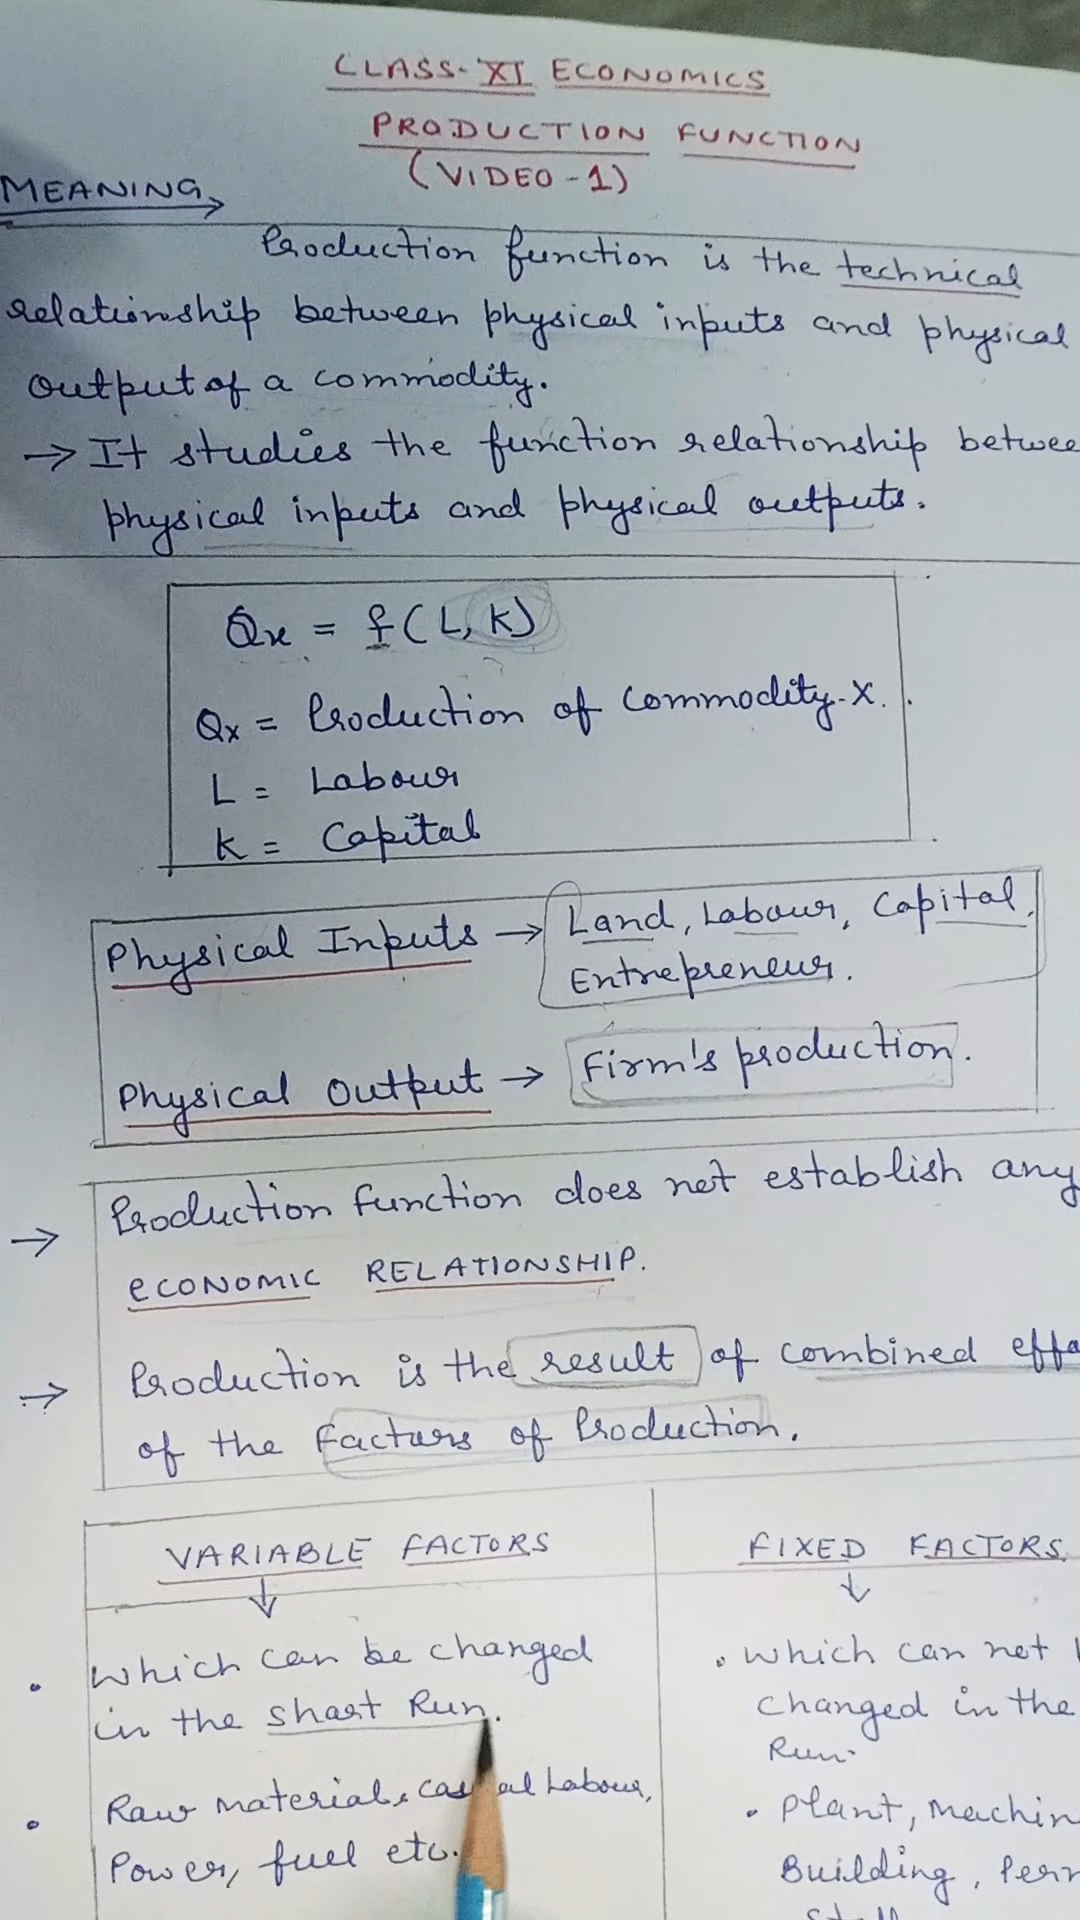 CLASS-XI ECONOMICS
PRODUCTION FUNCTION
(VIDEO-1)
MEANING
Production function is the technical
relationship between physical inputs and physical
output of a commodity.
→ It studies the function relationship betwee
physical inputs and physical outputs.
Qx = f(L, K)
Qx = Production of Commodity-X.
L = Labour
K = Capital
Physical Inputs → Land, Labour, Capital,
Entrepreneur.
Physical Output → Firm's production.
→ Production function does not establish any
ECONOMIC RELATIONSHIP.
→ Production is the result of combined effo
of the factors of Production.
VARIABLE FACTORS
↓
• Which can be changed
in the short Run.
• Raw material, casual Labour,
Power, fuel etc.
FIXED FACTORS
↓
• Which can not
changed in the
Run.
• Plant, Machin
Building, Per